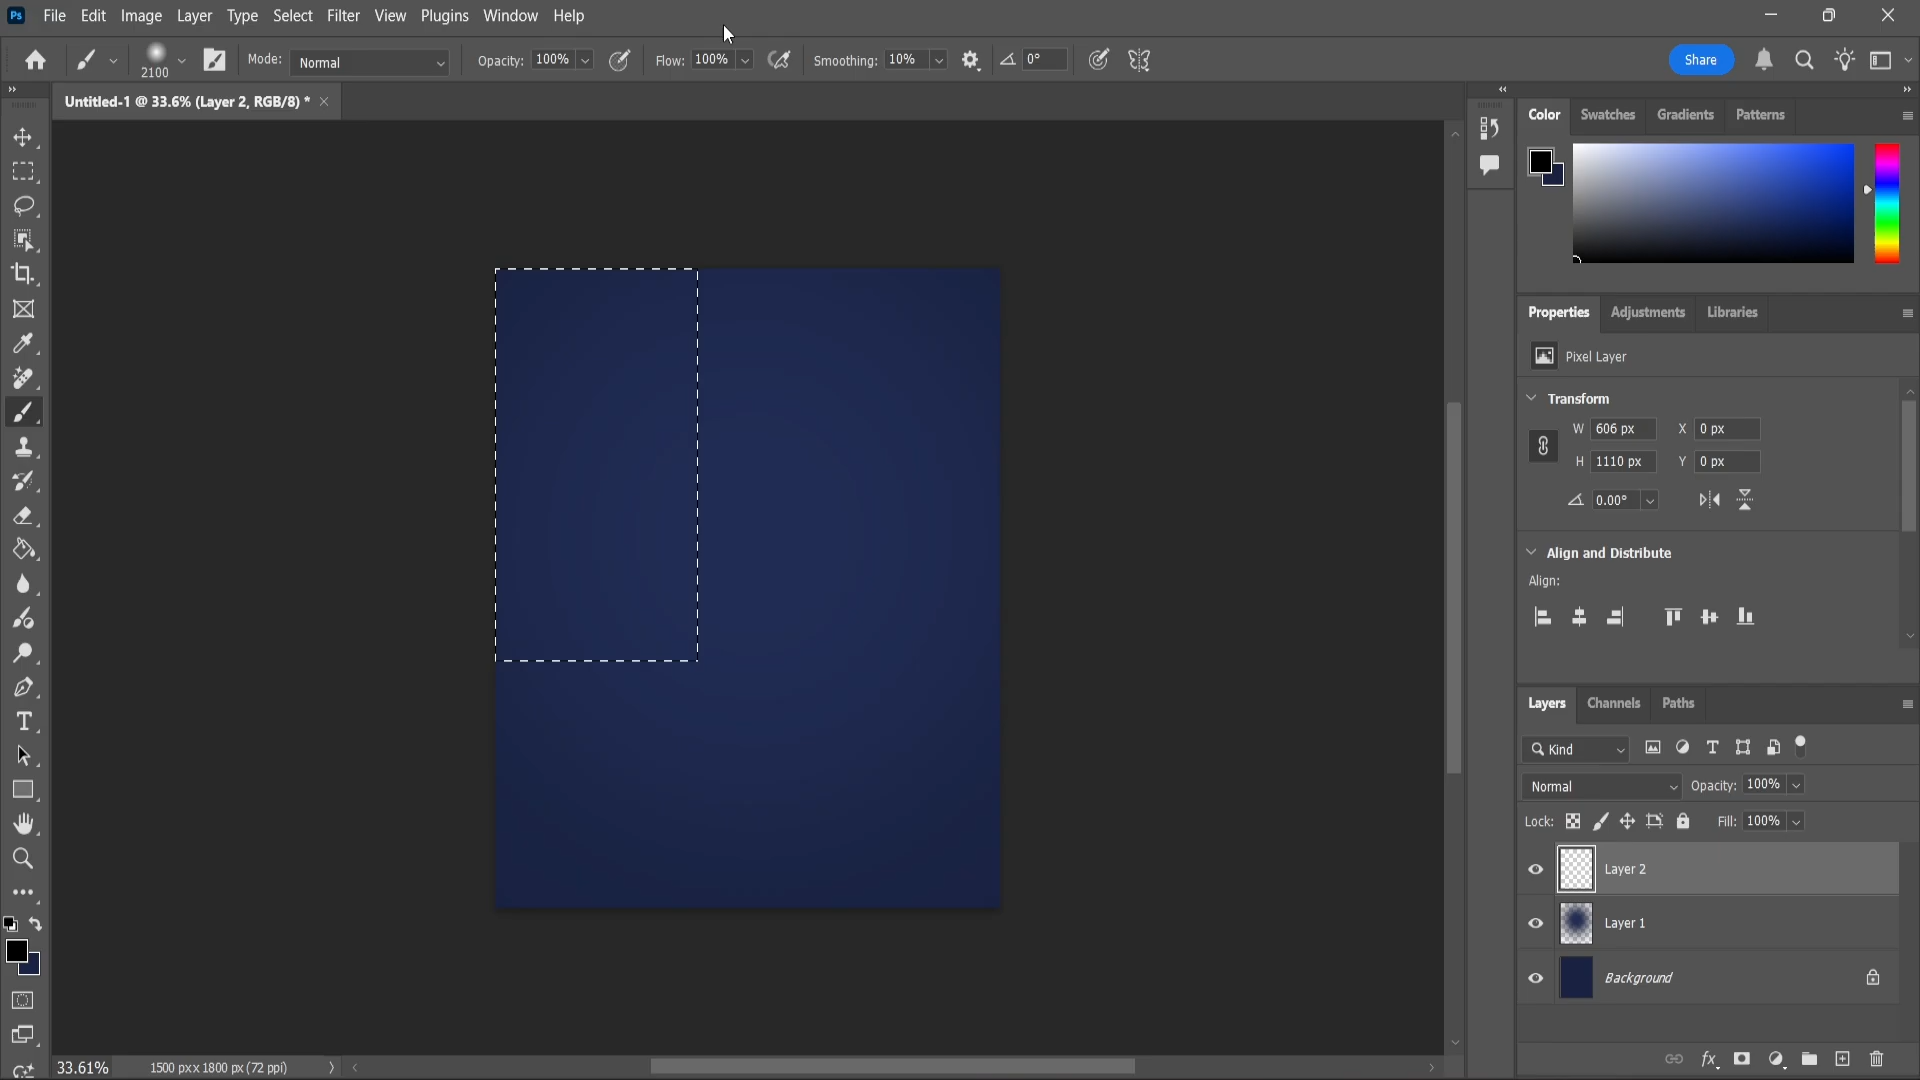 Ps File Edit Image Layer Type Select Filter View Plugins Window Help
2100 Mode: Normal Opacity: 100% Flow: 100% Smoothing: 10% 0° Share
Untitled-1 @ 33.6% (Layer 2, RGB/8) *
Color Swatches Gradients Patterns
Properties Adjustments Libraries
Pixel Layer
Transform
W 606 px X 0 px
H 1110 px Y 0 px
0.00°
Align and Distribute
Align:
Layers Channels Paths
Kind
Normal Opacity: 100%
Lock: Fill: 100%
Layer 2
Layer 1
Background
33.61% 1500 px x 1800 px (72 ppi)